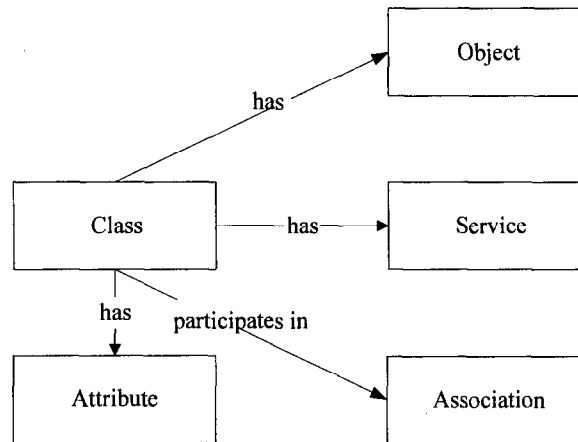 Object
has
Class
has
Service
has
participates in
Attribute
Association